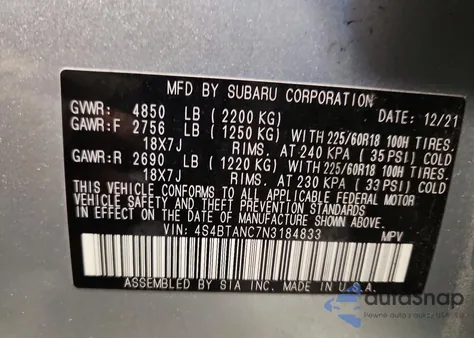 MFD BY SUBARU CORPORATION
GVWR: 4850 LB (2200 KG) DATE: 12/21
GAWR:F 2756 LB (1250 KG) WITH 225/60R18 100H TIRES.
18X7J RIMS. AT 240 KPA (35 PSI) COLD
GAWR:R 2690 LB (1220 KG) WITH 225/60R18 100H TIRES.
18X7J RIMS. AT 230 KPA (33 PSI) COLD
THIS VEHICLE CONFORMS TO ALL APPLICABLE FEDERAL MOTOR
VEHICLE SAFETY AND THEFT PREVENTION STANDARDS
IN EFFECT ON THE DATE OF MANUFACTURE SHOWN ABOVE.
VIN: 4S4BTANC7N3184833 MPV
ASSEMBLED BY SIA INC. MADE IN U.S.A.
autosnap
Pewne auto z aukcji USA